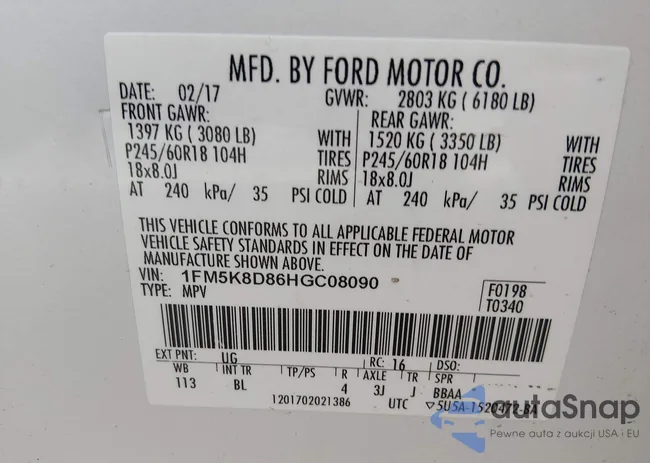 MFD. BY FORD MOTOR CO.
DATE: 02/17 GVWR: 2803 KG ( 6180 LB)
FRONT GAWR: REAR GAWR:
1397 KG ( 3080 LB) WITH 1520 KG ( 3350 LB) WITH
P245/60R18 104H TIRES P245/60R18 104H TIRES
18x8.0J RIMS 18x8.0J RIMS
AT 240 kPa/ 35 PSI COLD AT 240 kPa/ 35 PSI COLD
THIS VEHICLE CONFORMS TO ALL APPLICABLE FEDERAL MOTOR
VEHICLE SAFETY STANDARDS IN EFFECT ON THE DATE OF
MANUFACTURE SHOWN ABOVE.
VIN: 1FM5K8D86HGC08090 F0198
TYPE: MPV T0340
EXT PNT: UG RC: 16 DSO:
WB INT TR TP/PS R AXLE TR SPR
113 BL 4 3J J BBAA
1201702021386 UTC ▽5U5A-1520472-BA
autaSnap
Pewne auta z aukcji USA i EU